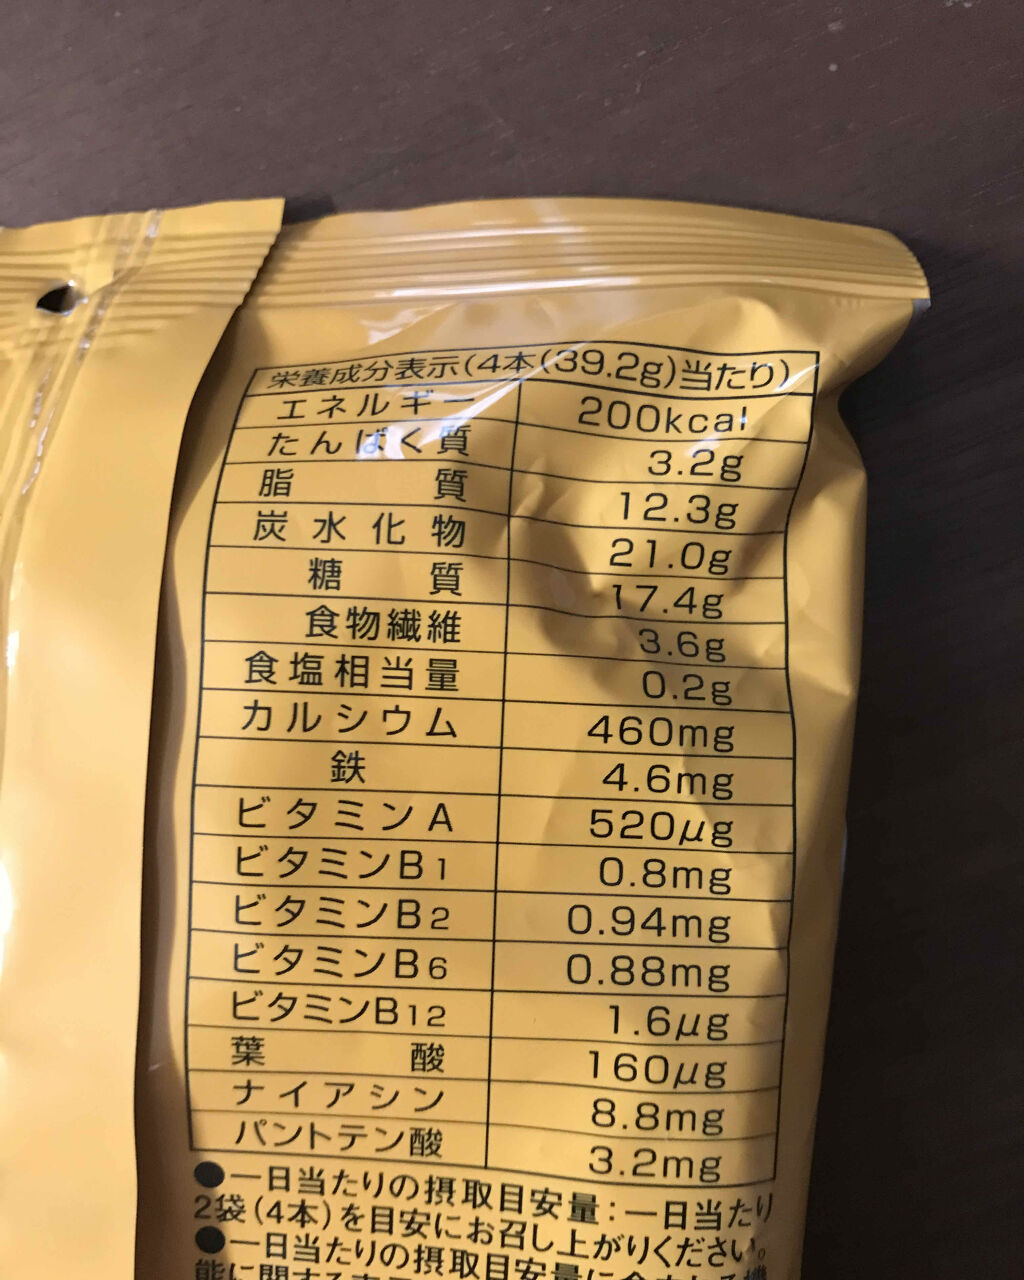 栄養成分表示(4本(39.2g)当たり)
エネルギー 200kcal
たんぱく質 3.2g
脂質 12.3g
炭水化物 21.0g
糖質 17.4g
食物繊維 3.6g
食塩相当量 0.2g
カルシウム 460mg
鉄 4.6mg
ビタミンA 520μg
ビタミンB1 0.8mg
ビタミンB2 0.94mg
ビタミンB6 0.88mg
ビタミンB12 1.6μg
葉酸 160μg
ナイアシン 8.8mg
パントテン酸 3.2mg
●一日当たりの摂取目安量:一日当たり
2袋(4本)を目安にお召し上がりください。
●一日当たりの摂取目安量に含まれる機
能に関する表示